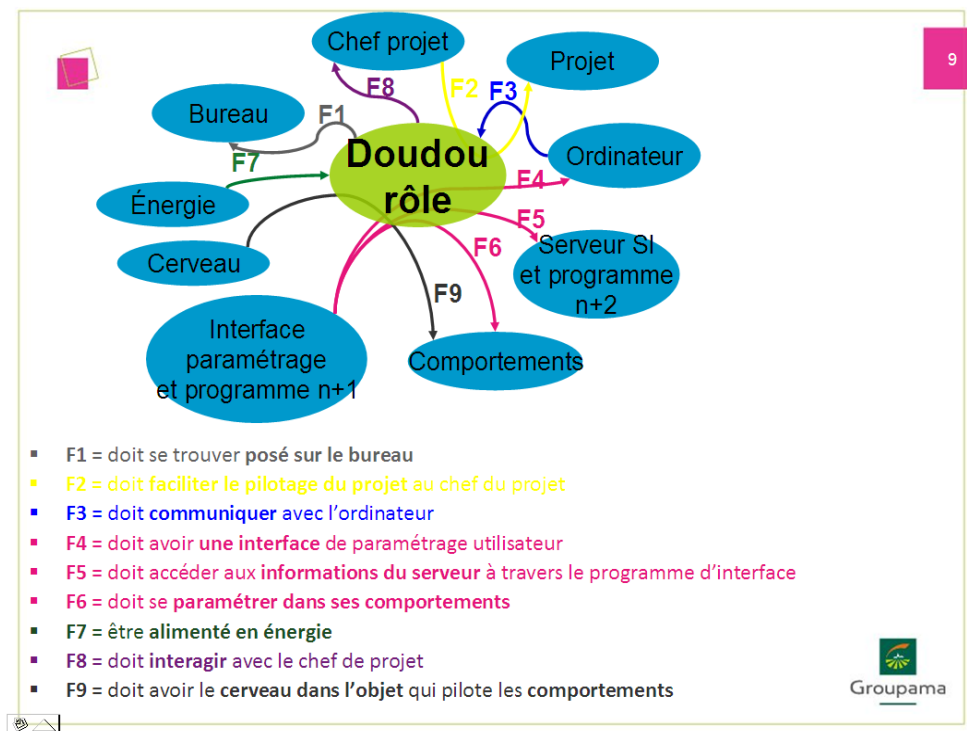 9
Chef projet
Projet
F8
F2
F3
Bureau
F1
Doudou
rôle
Ordinateur
F7
F4
Énergie
F5
Cerveau
F6
Serveur SI
et programme
n+2
F9
Interface
paramétrage
et programme n+1
Comportements
F1 = doit se trouver posé sur le bureau
F2 = doit faciliter le pilotage du projet au chef du projet
F3 = doit communiquer avec l'ordinateur
F4 = doit avoir une interface de paramétrage utilisateur
F5 = doit accéder aux informations du serveur à travers le programme d'interface
F6 = doit se paramétrer dans ses comportements
F7 = être alimenté en énergie
F8 = doit interagir avec le chef de projet
F9 = doit avoir le cerveau dans l'objet qui pilote les comportements
Groupama